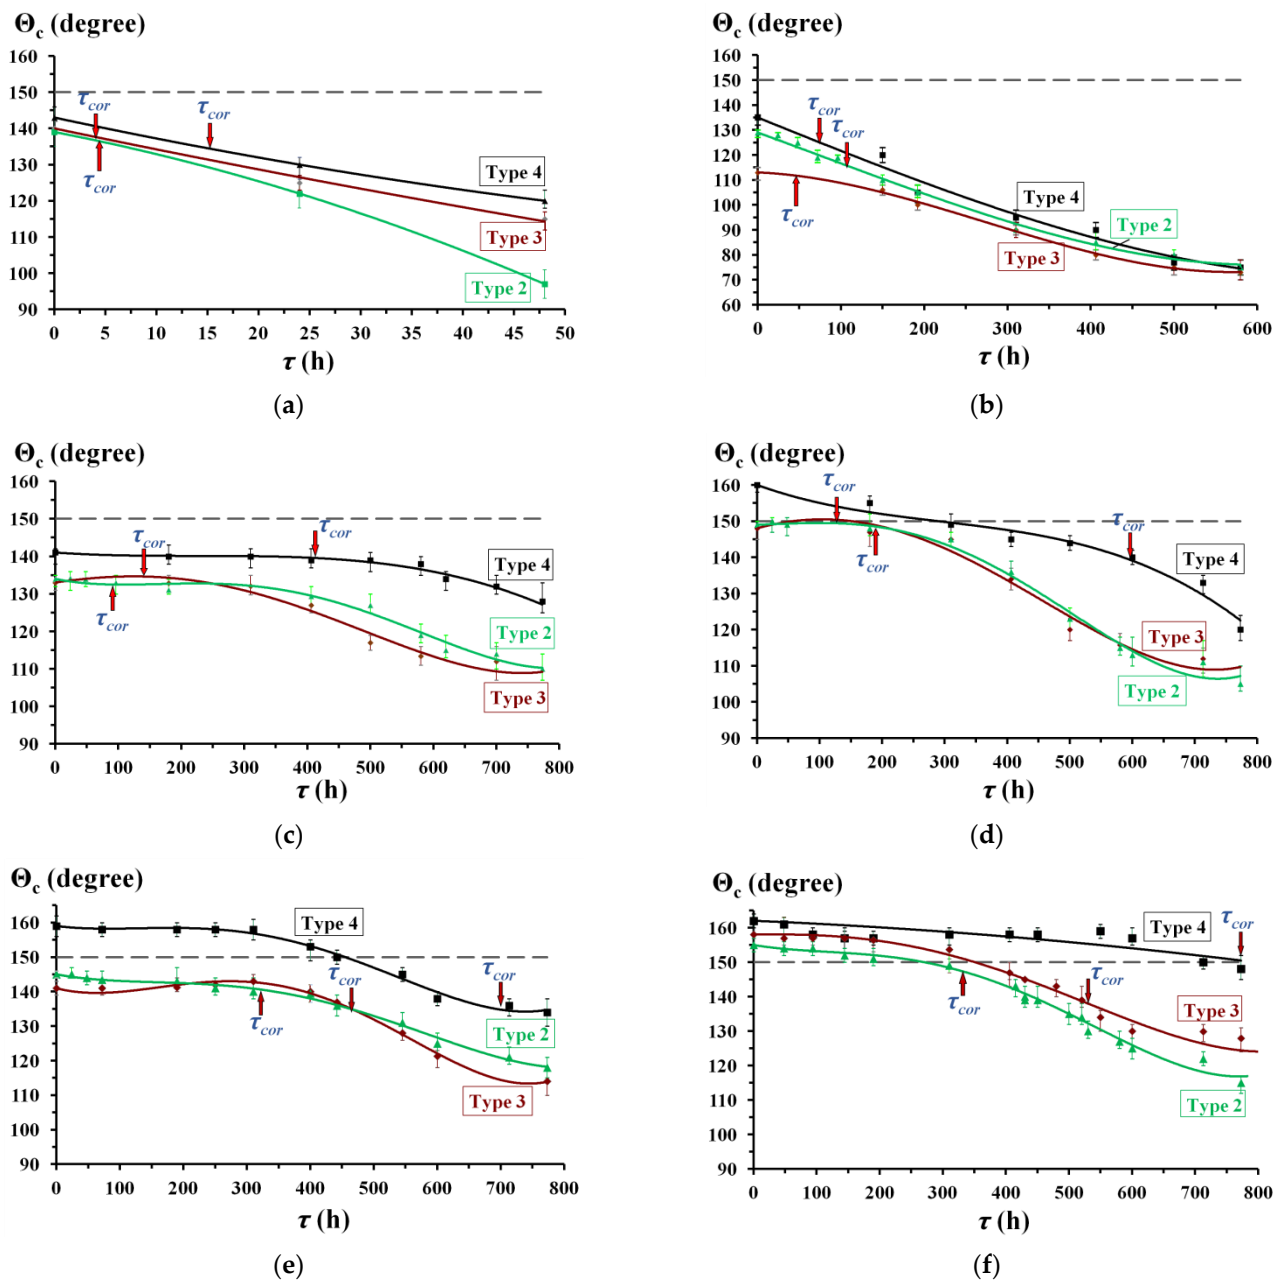 Θc (degree)
160
150
140
130
120
110
100
90
0 5 10 15 20 25 30 35 40 45 50
τcor
τcor
τcor
Type 4
Type 3
Type 2
τ (h)
(a)
Θc (degree)
160
150
140
130
120
110
100
90
80
70
60
0 100 200 300 400 500 600
τcor
τcor
τcor
Type 4
Type 2
Type 3
τ (h)
(b)
Θc (degree)
160
150
140
130
120
110
100
90
0 100 200 300 400 500 600 700 800
τcor
τcor
τcor
Type 4
Type 2
Type 3
τ (h)
(c)
Θc (degree)
160
150
140
130
120
110
100
90
0 100 200 300 400 500 600 700 800
τcor
τcor
τcor
Type 4
Type 3
Type 2
τ (h)
(d)
Θc (degree)
160
150
140
130
120
110
100
90
0 100 200 300 400 500 600 700 800
Type 4
τcor
τcor
τcor
Type 2
Type 3
τ (h)
(e)
Θc (degree)
160
150
140
130
120
110
100
90
0 100 200 300 400 500 600 700 800
Type 4
τcor
τcor
τcor
Type 3
Type 2
τ (h)
(f)